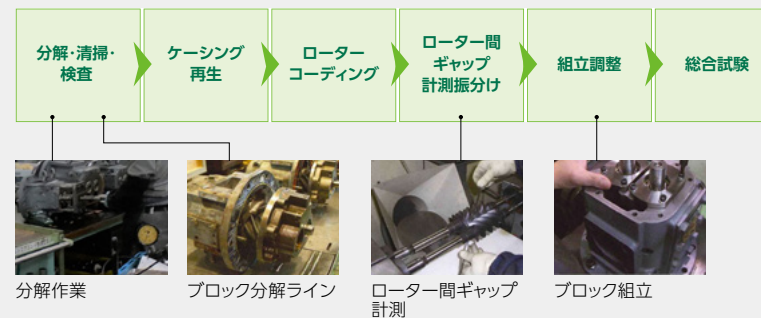 分解・清掃・
検査
ケーシング
再生
ローター
コーディング
ローター間
ギャップ
計測振分け
組立調整
総合試験
分解作業
ブロック分解ライン
ローター間ギャップ
計測
ブロック組立